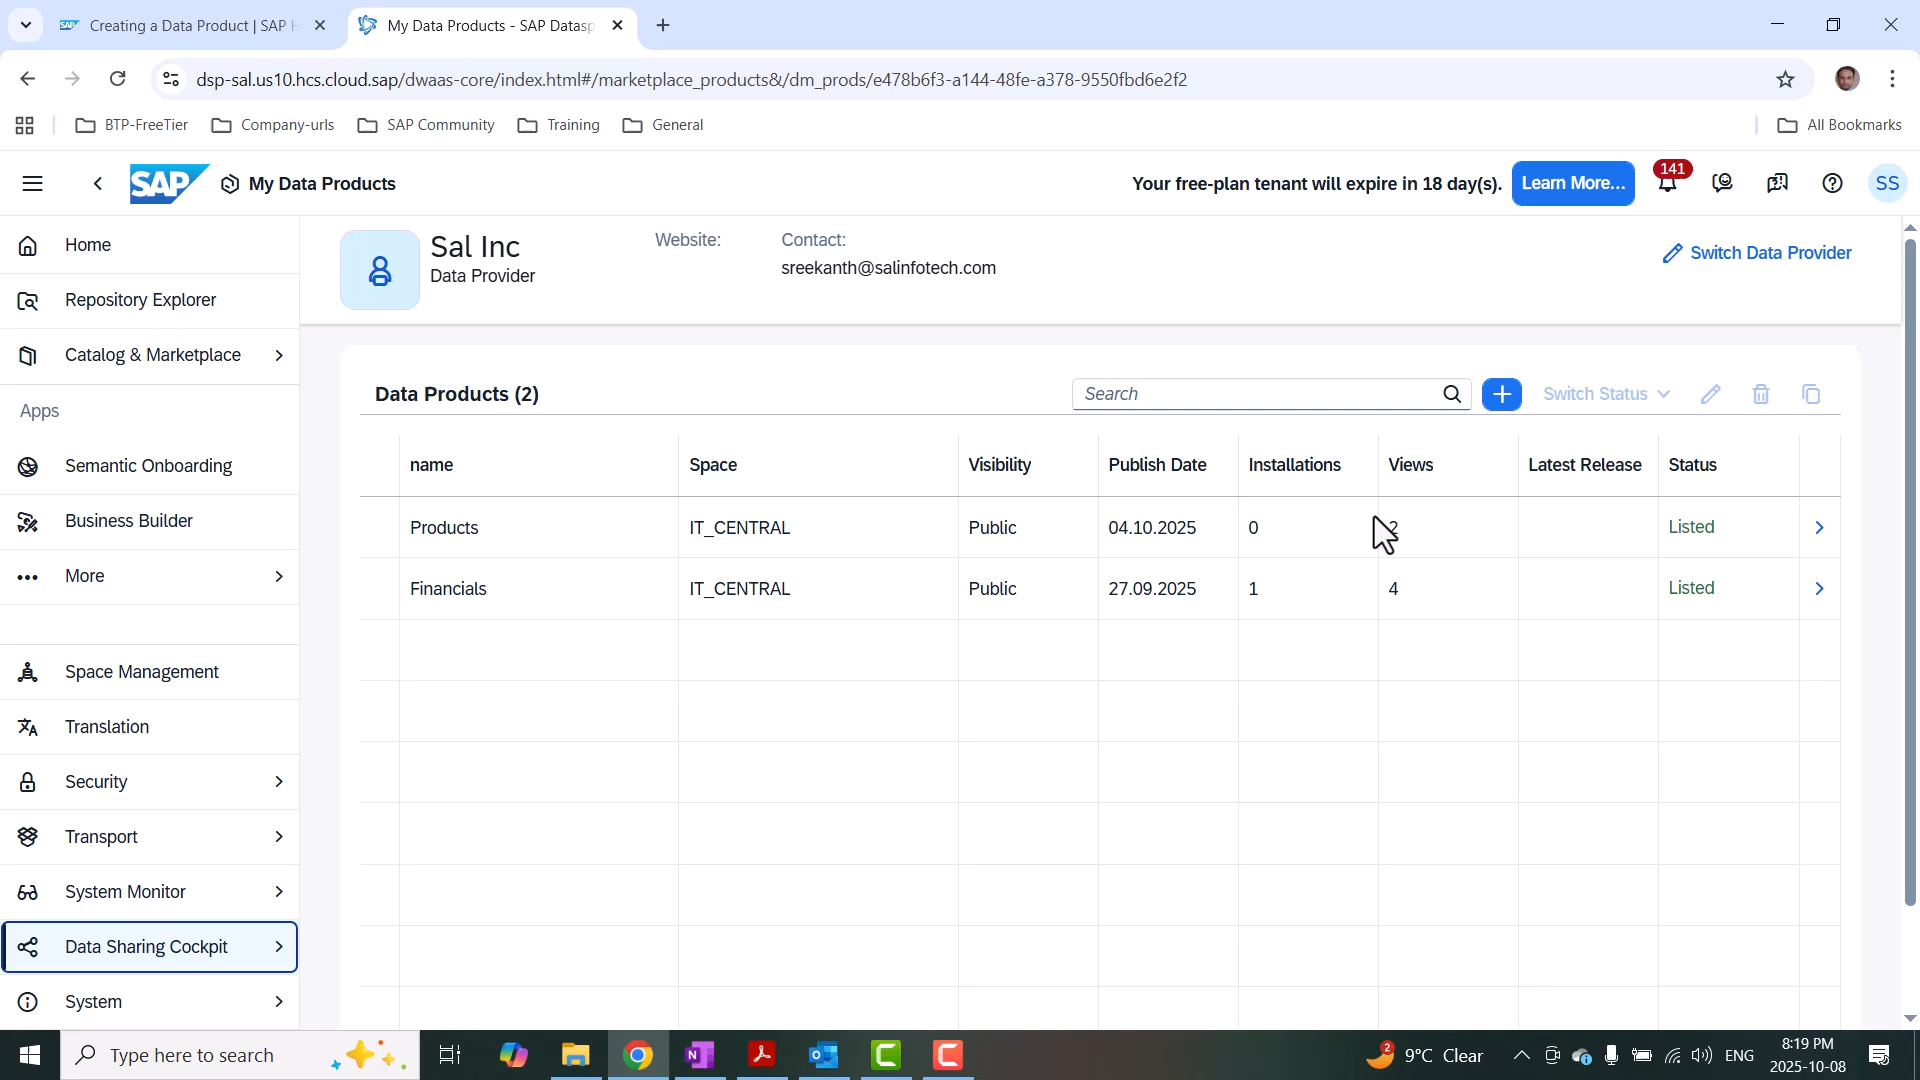 Creating a Data Product | SAP H
My Data Products - SAP Datasp
dsp-sal.us10.hcs.cloud.sap/dwaas-core/index.html#/marketplace_products&/dm_prods/e478b6f3-a144-48fe-a378-9550fbd6e2f2
BTP-FreeTier
Company-urls
SAP Community
Training
General
All Bookmarks
SAP
My Data Products
Your free-plan tenant will expire in 18 day(s).
Learn More...
141
SS
Home
Repository Explorer
Catalog & Marketplace
Apps
Semantic Onboarding
Business Builder
More
Space Management
Translation
Security
Transport
System Monitor
Data Sharing Cockpit
System
Sal Inc
Data Provider
Website:
Contact:
sreekanth@salinfotech.com
Switch Data Provider
Data Products (2)
Search
Switch Status
name Space Visibility Publish Date Installations Views Latest Release Status
Products IT_CENTRAL Public 04.10.2025 0 2 Listed
Financials IT_CENTRAL Public 27.09.2025 1 4 Listed
Type here to search
2
9°C Clear
ENG
8:19 PM
2025-10-08